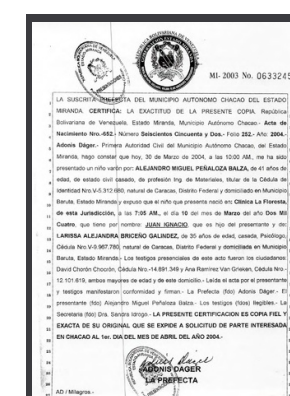 MI- 2003 No. 0633245
LA SUSCRITA PREFECTA DEL MUNICIPIO AUTÓNOMO CHACAO DEL ESTADO
MIRANDA. CERTIFICA: LA EXACTITUD DE LA PRESENTE COPIA. República
Bolivariana de Venezuela. Estado Miranda, Municipio Autónomo Chacao.- Acta de
Nacimiento Nro.-652.- Número Seiscientos Cincuenta y Dos.- Folio 252.- Año: 2004.-
Adonis Dáger.- Primera Autoridad Civil del Municipio Autónomo Chacao, del Estado
Miranda, hago constar que hoy, 30 de Marzo de 2004, a las 10:00 AM., me ha sido
presentado un niño varón por: ALEJANDRO MIGUEL PEÑALOZA BALZA, de 41 años de
edad, de estado civil casado, de profesión Ing. de Materiales, titular de la Cédula de
Identidad Nro.V-5.312.660, natural de Caracas, Distrito Federal y domiciliado en Municipio
Baruta, Estado Miranda y expuso que el niño que presenta nació en: Clínica La Floresta,
de esta Jurisdicción, a las 7:05 AM., el día 10 del mes de Marzo del año Dos Mil
Cuatro, que tiene por nombre: JUAN IGNACIO, que es hijo del presentante y de:
LARISSA ALEJANDRA BRICEÑO GALINDEZ, de 35 años de edad, casada, Psicólogo,
Cédula Nro.V-9.967.780, natural de Caracas, Distrito Federal y domiciliada en Municipio
Baruta, Estado Miranda.- Los testigos presenciales de este acto fueron los ciudadanos:
David Chorón Chocrón, Cédula Nro.-14.891.349 y Ana Ramírez Van Grieken, Cédula Nro.-
12.101.619, ambos mayores de edad y de este domicilio.- Leída el acta por el presentante
y testigos manifestaron conformidad y firman.- La Prefecta (fdo) Adonis Dáger.- El
presentante (fdo) Alejandro Miguel Peñaloza Balza.- Los testigos (fdos) Ilegibles.- La
Secretaria (fdo) Dra. Sandra Idrogo.- LA PRESENTE CERTIFICACION ES COPIA FIEL Y
EXACTA DE SU ORIGINAL QUE SE EXPIDE A SOLICITUD DE PARTE INTERESADA
EN CHACAO AL 1er. DIA DEL MES DE ABRIL DEL AÑO 2004.-
ADONIS DAGER
LA PREFECTA
AD / Milagros.-